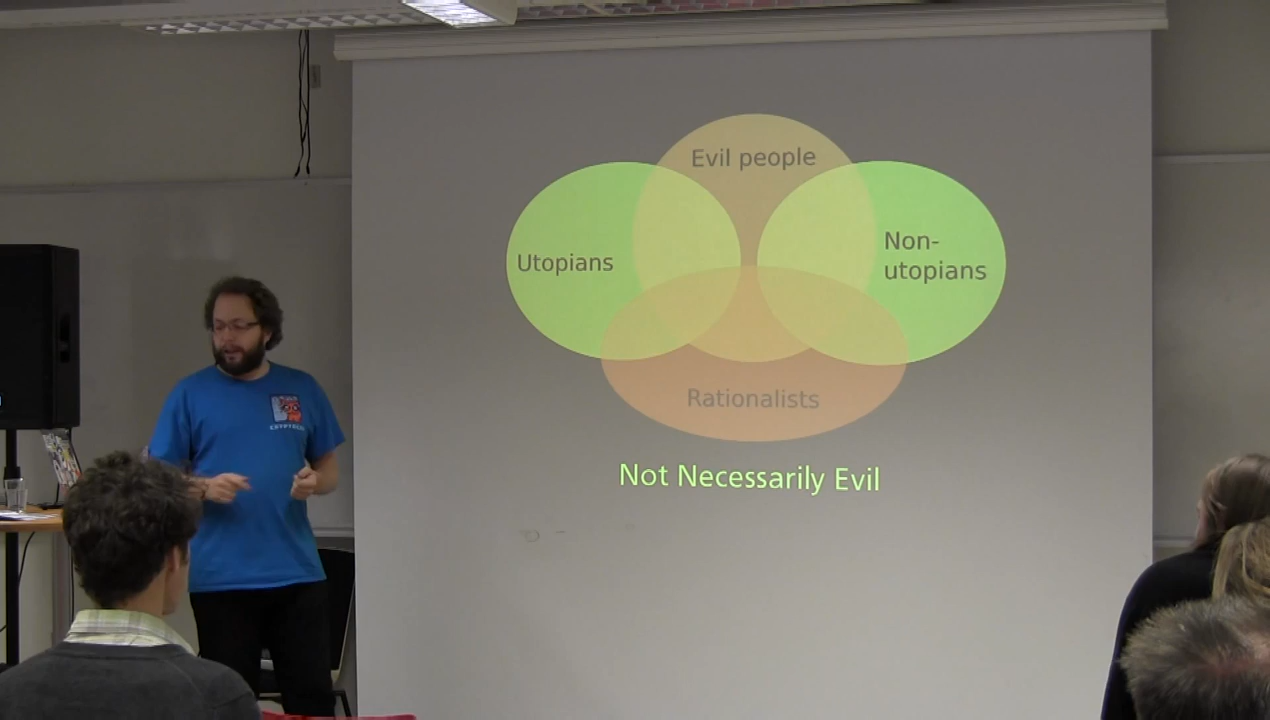 Evil people
Utopians
Non-
utopians
Rationalists
Not Necessarily Evil